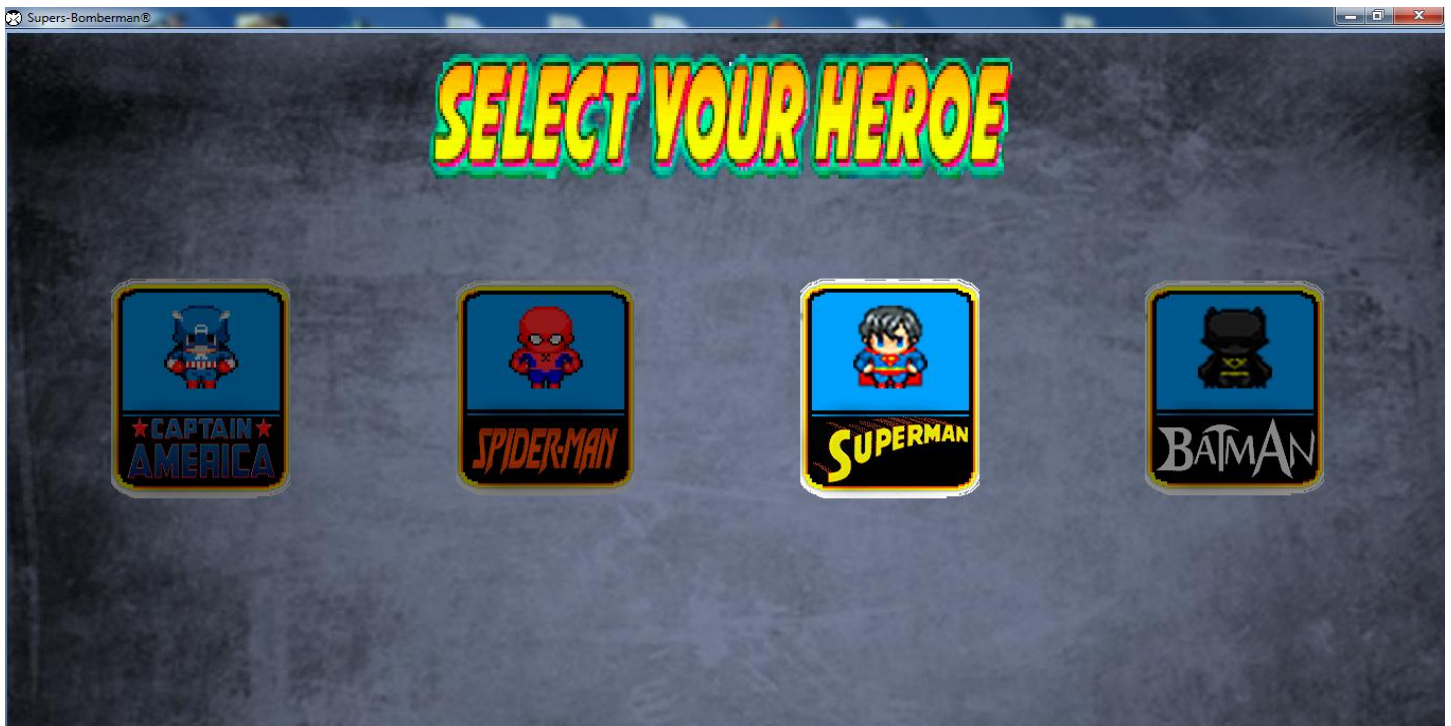 Supers-Bomberman®
SELECT YOUR HEROE
CAPTAIN
AMERICA
SPIDER-MAN
SUPERMAN
BATMAN